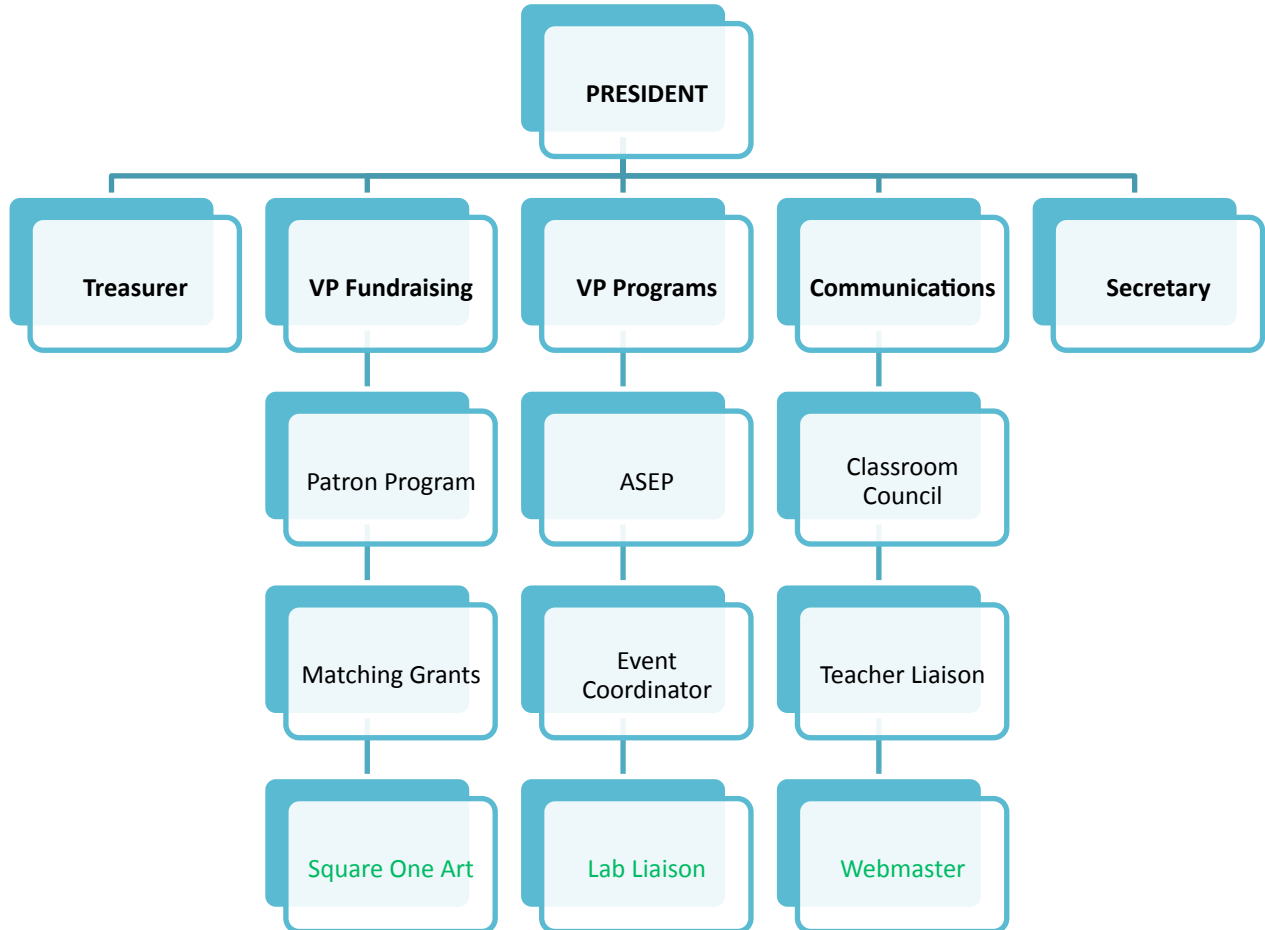 PRESIDENT
Treasurer
VP Fundraising
VP Programs
Communications
Secretary
Patron Program
ASEP
Classroom
Council
Matching Grants
Event
Coordinator
Teacher Liaison
Square One Art
Lab Liaison
Webmaster